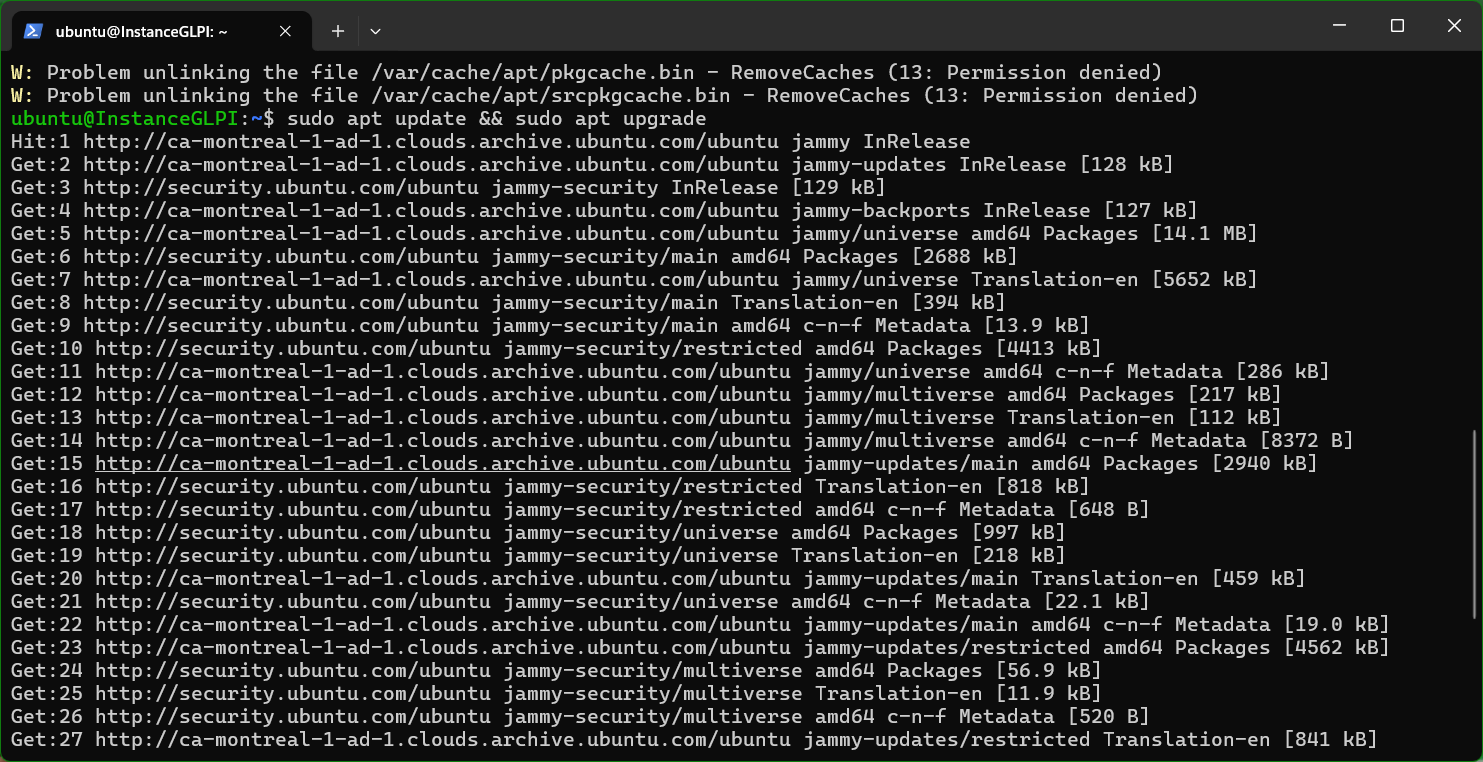 ubuntu@InstanceGLPI: ~
W: Problem unlinking the file /var/cache/apt/pkgcache.bin - RemoveCaches (13: Permission denied)
W: Problem unlinking the file /var/cache/apt/srcpkgcache.bin - RemoveCaches (13: Permission denied)
ubuntu@InstanceGLPI:~$ sudo apt update && sudo apt upgrade
Hit:1 http://ca-montreal-1-ad-1.clouds.archive.ubuntu.com/ubuntu jammy InRelease
Get:2 http://ca-montreal-1-ad-1.clouds.archive.ubuntu.com/ubuntu jammy-updates InRelease [128 kB]
Get:3 http://security.ubuntu.com/ubuntu jammy-security InRelease [129 kB]
Get:4 http://ca-montreal-1-ad-1.clouds.archive.ubuntu.com/ubuntu jammy-backports InRelease [127 kB]
Get:5 http://ca-montreal-1-ad-1.clouds.archive.ubuntu.com/ubuntu jammy/universe amd64 Packages [14.1 MB]
Get:6 http://security.ubuntu.com/ubuntu jammy-security/main amd64 Packages [2688 kB]
Get:7 http://ca-montreal-1-ad-1.clouds.archive.ubuntu.com/ubuntu jammy/universe Translation-en [5652 kB]
Get:8 http://security.ubuntu.com/ubuntu jammy-security/main Translation-en [394 kB]
Get:9 http://security.ubuntu.com/ubuntu jammy-security/main amd64 c-n-f Metadata [13.9 kB]
Get:10 http://security.ubuntu.com/ubuntu jammy-security/restricted amd64 Packages [4413 kB]
Get:11 http://ca-montreal-1-ad-1.clouds.archive.ubuntu.com/ubuntu jammy/universe amd64 c-n-f Metadata [286 kB]
Get:12 http://ca-montreal-1-ad-1.clouds.archive.ubuntu.com/ubuntu jammy/multiverse amd64 Packages [217 kB]
Get:13 http://ca-montreal-1-ad-1.clouds.archive.ubuntu.com/ubuntu jammy/multiverse Translation-en [112 kB]
Get:14 http://ca-montreal-1-ad-1.clouds.archive.ubuntu.com/ubuntu jammy/multiverse amd64 c-n-f Metadata [8372 B]
Get:15 http://ca-montreal-1-ad-1.clouds.archive.ubuntu.com/ubuntu jammy-updates/main amd64 Packages [2940 kB]
Get:16 http://security.ubuntu.com/ubuntu jammy-security/restricted Translation-en [818 kB]
Get:17 http://security.ubuntu.com/ubuntu jammy-security/restricted amd64 c-n-f Metadata [648 B]
Get:18 http://security.ubuntu.com/ubuntu jammy-security/universe amd64 Packages [997 kB]
Get:19 http://security.ubuntu.com/ubuntu jammy-security/universe Translation-en [218 kB]
Get:20 http://ca-montreal-1-ad-1.clouds.archive.ubuntu.com/ubuntu jammy-updates/main Translation-en [459 kB]
Get:21 http://security.ubuntu.com/ubuntu jammy-security/universe amd64 c-n-f Metadata [22.1 kB]
Get:22 http://ca-montreal-1-ad-1.clouds.archive.ubuntu.com/ubuntu jammy-updates/main amd64 c-n-f Metadata [19.0 kB]
Get:23 http://ca-montreal-1-ad-1.clouds.archive.ubuntu.com/ubuntu jammy-updates/restricted amd64 Packages [4562 kB]
Get:24 http://security.ubuntu.com/ubuntu jammy-security/multiverse amd64 Packages [56.9 kB]
Get:25 http://security.ubuntu.com/ubuntu jammy-security/multiverse Translation-en [11.9 kB]
Get:26 http://security.ubuntu.com/ubuntu jammy-security/multiverse amd64 c-n-f Metadata [520 B]
Get:27 http://ca-montreal-1-ad-1.clouds.archive.ubuntu.com/ubuntu jammy-updates/restricted Translation-en [841 kB]